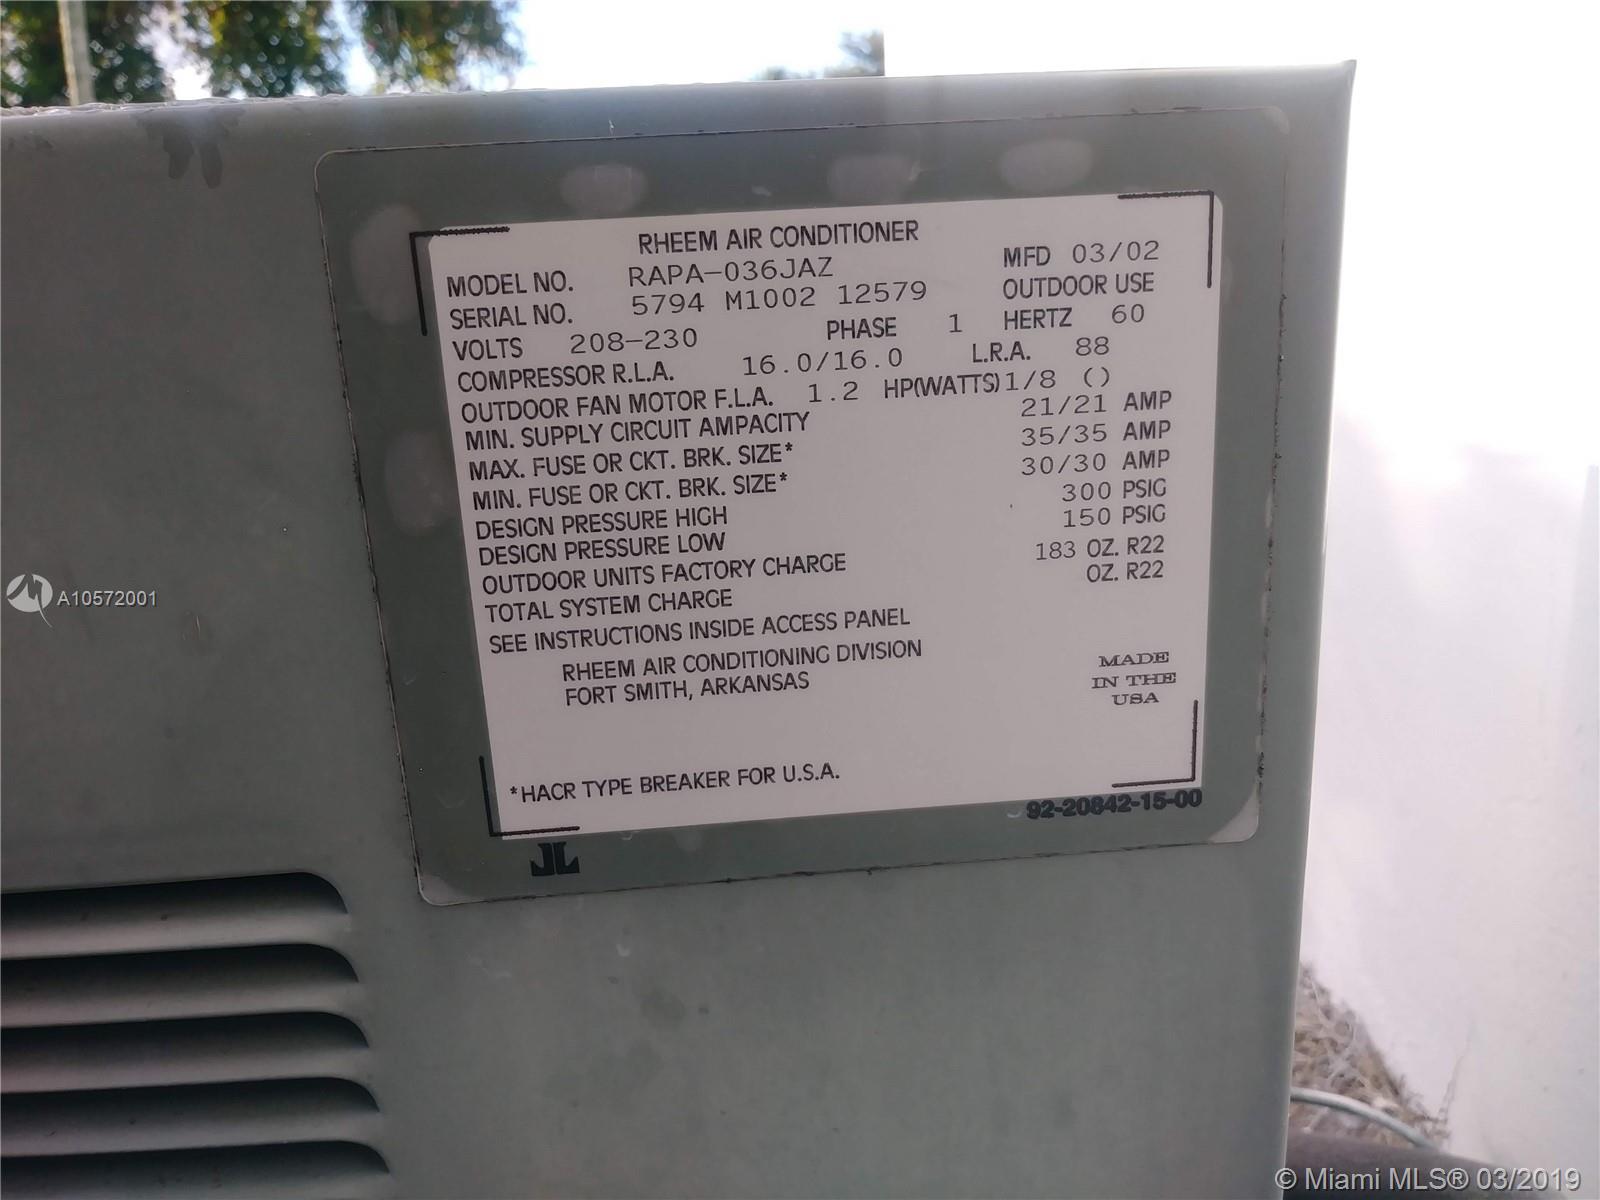 RHEEM AIR CONDITIONER
MODEL NO. RAPA-036JAZ MFD 03/02
SERIAL NO. 5794 M1002 12579 OUTDOOR USE
VOLTS 208-230 PHASE 1 HERTZ 60
COMPRESSOR R.L.A. 16.0/16.0 L.R.A. 88
OUTDOOR FAN MOTOR F.L.A. 1.2 HP(WATTS) 1/8 ()
MIN. SUPPLY CIRCUIT AMPACITY 21/21 AMP
MAX. FUSE OR CKT. BRK. SIZE* 35/35 AMP
MIN. FUSE OR CKT. BRK. SIZE* 30/30 AMP
DESIGN PRESSURE HIGH 300 PSIG
DESIGN PRESSURE LOW 150 PSIG
OUTDOOR UNITS FACTORY CHARGE 183 OZ. R22
TOTAL SYSTEM CHARGE OZ. R22
SEE INSTRUCTIONS INSIDE ACCESS PANEL
RHEEM AIR CONDITIONING DIVISION
FORT SMITH, ARKANSAS
MADE
IN THE
USA
*HACR TYPE BREAKER FOR U.S.A.
92-20842-15-00
JL
A10572001
© Miami MLS® 03/2019